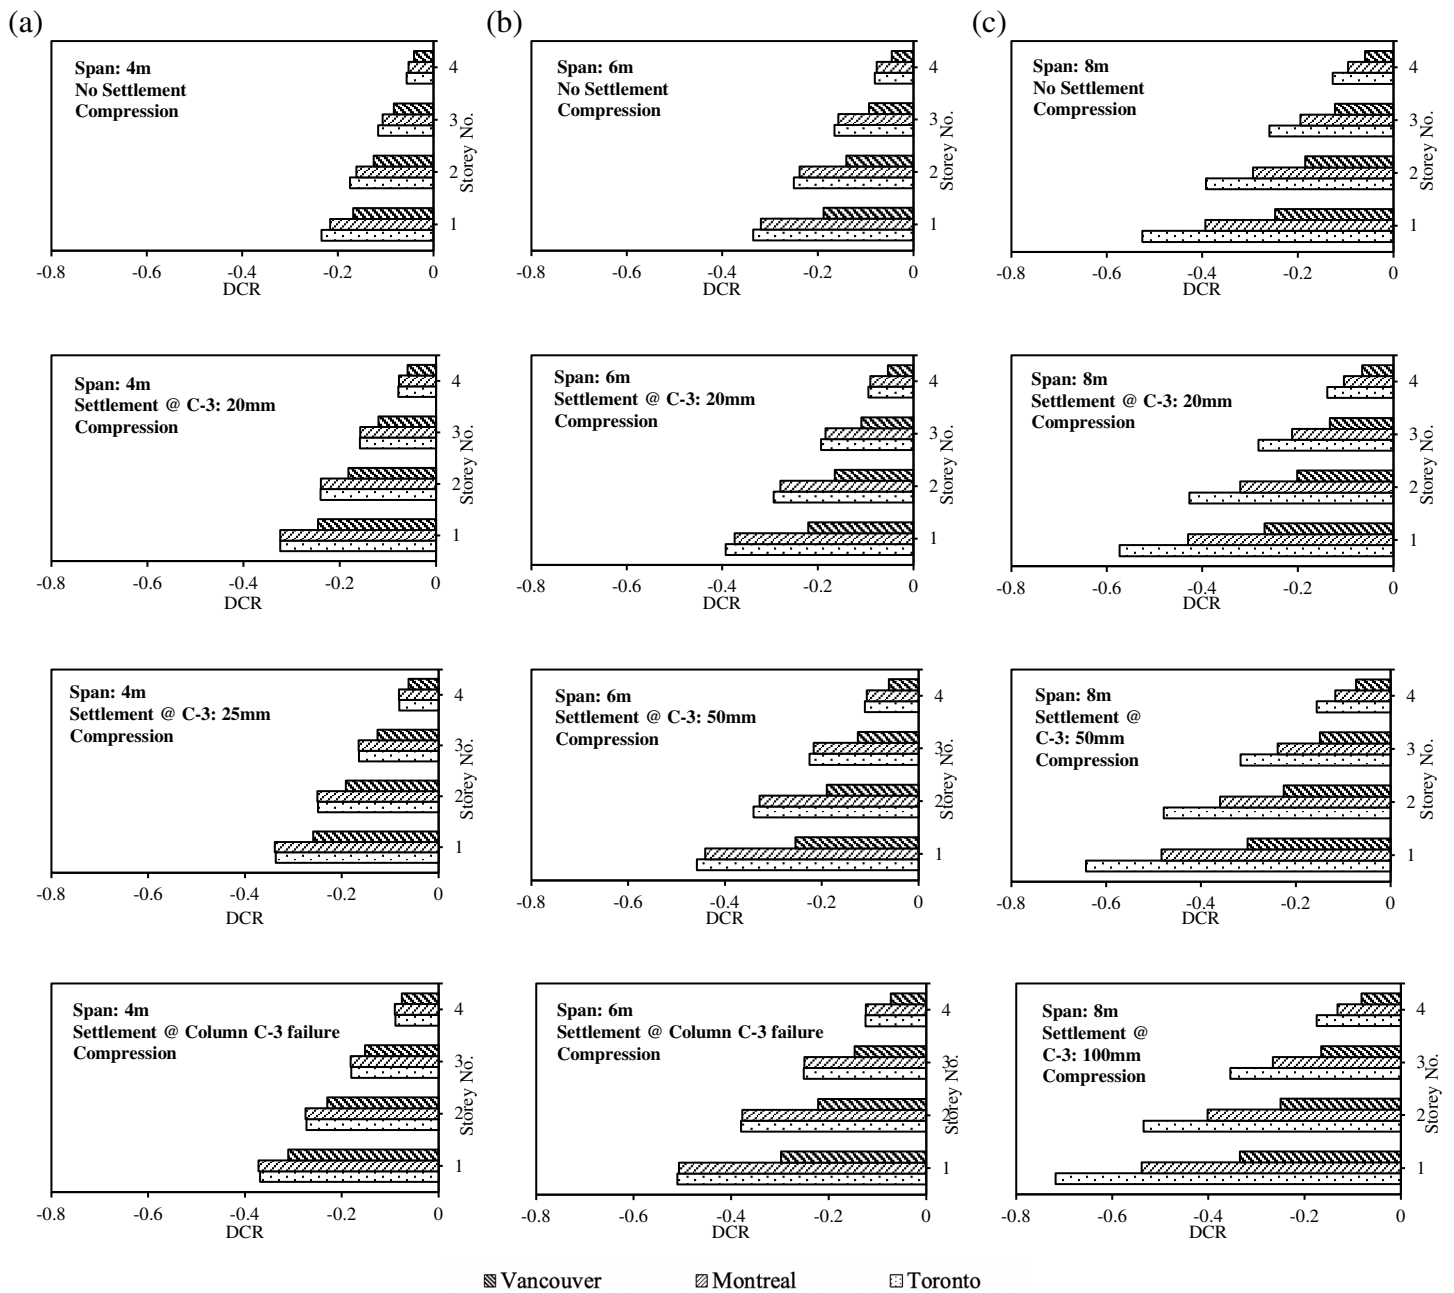 (a)
(b)
(c)
Span: 4m
No Settlement
Compression
4
3
2
1
Storey No.
-0.8
-0.6
-0.4
-0.2
0
DCR
Span: 6m
No Settlement
Compression
4
3
2
1
Storey No.
-0.8
-0.6
-0.4
-0.2
0
DCR
Span: 8m
No Settlement
Compression
4
3
2
1
Storey No.
-0.8
-0.6
-0.4
-0.2
0
DCR
Span: 4m
Settlement @ C-3: 20mm
Compression
4
3
2
1
Storey No.
-0.8
-0.6
-0.4
-0.2
0
DCR
Span: 6m
Settlement @ C-3: 20mm
Compression
4
3
2
1
Storey No.
-0.8
-0.6
-0.4
-0.2
0
DCR
Span: 8m
Settlement @ C-3: 20mm
Compression
4
3
2
1
Storey No.
-0.8
-0.6
-0.4
-0.2
0
DCR
Span: 4m
Settlement @ C-3: 25mm
Compression
4
3
2
1
Storey No.
-0.8
-0.6
-0.4
-0.2
0
DCR
Span: 6m
Settlement @ C-3: 50mm
Compression
4
3
2
1
Storey No.
-0.8
-0.6
-0.4
-0.2
0
DCR
Span: 8m
Settlement @
C-3: 50mm
Compression
4
3
2
1
Storey No.
-0.8
-0.6
-0.4
-0.2
0
DCR
Span: 4m
Settlement @ Column C-3 failure
Compression
4
3
2
1
Storey No.
-0.8
-0.6
-0.4
-0.2
0
DCR
Span: 6m
Settlement @ Column C-3 failure
Compression
4
3
2
1
Storey No.
-0.8
-0.6
-0.4
-0.2
0
DCR
Span: 8m
Settlement @
C-3: 100mm
Compression
4
3
2
1
Storey No.
-0.8
-0.6
-0.4
-0.2
0
DCR
Vancouver
Montreal
Toronto